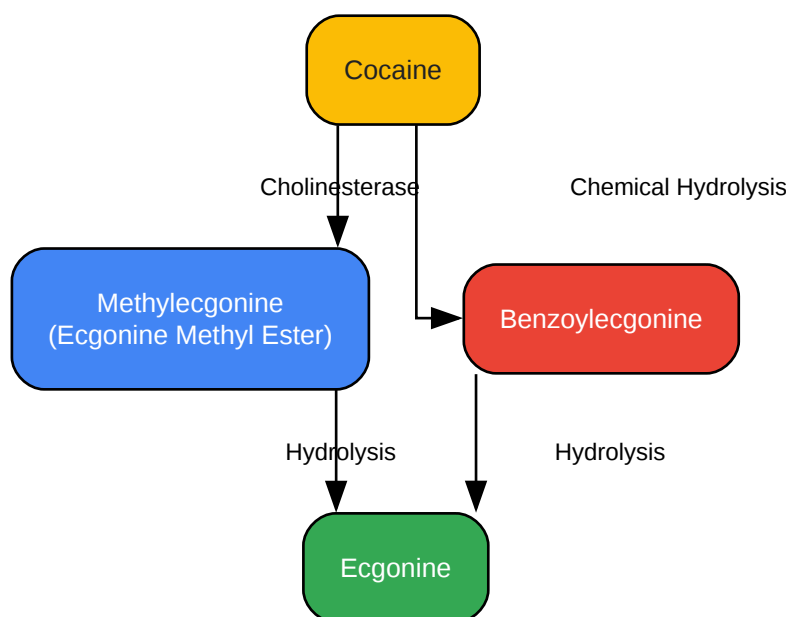 Cocaine
Cholinesterase
Chemical Hydrolysis
Methylecgonine
(Ecgonine Methyl Ester)
Benzoylecgonine
Hydrolysis
Hydrolysis
Ecgonine